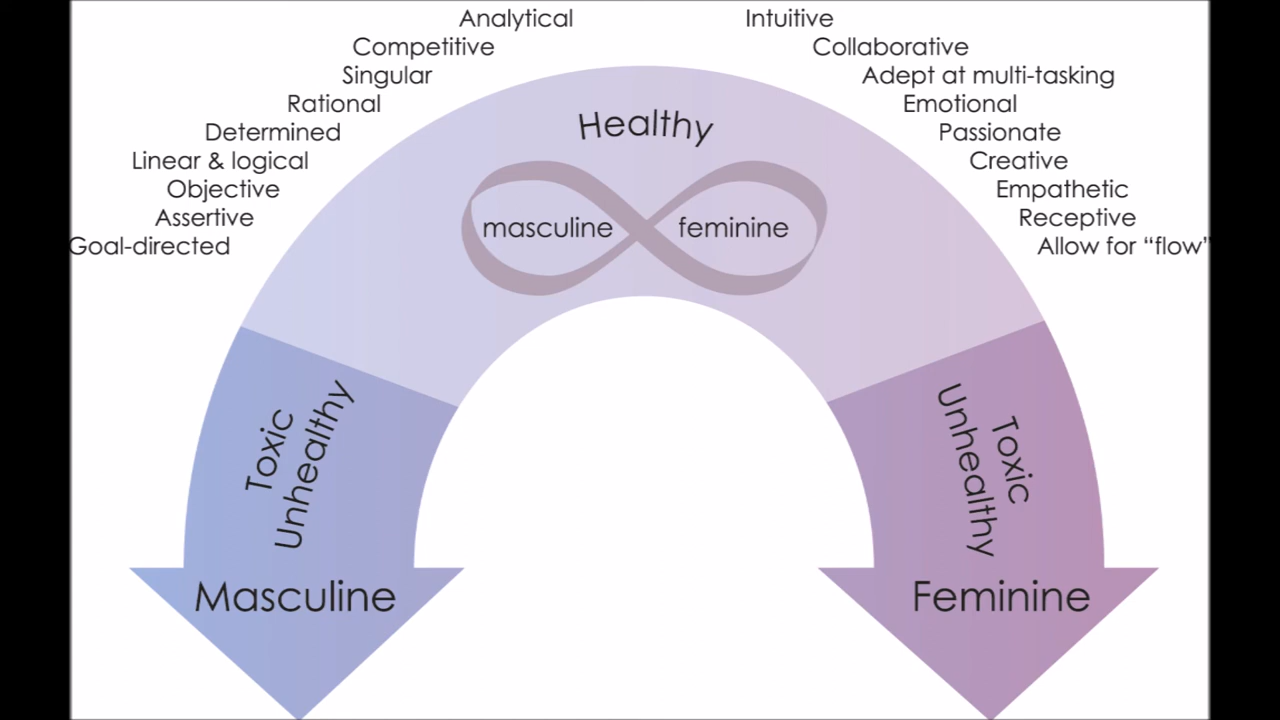 Analytical
Competitive
Singular
Rational
Determined
Linear & logical
Objective
Assertive
Goal-directed
Intuitive
Collaborative
Adept at multi-tasking
Emotional
Passionate
Creative
Empathetic
Receptive
Allow for “flow”
Healthy
masculine
feminine
Toxic
Unhealthy
Masculine
Toxic
Unhealthy
Feminine